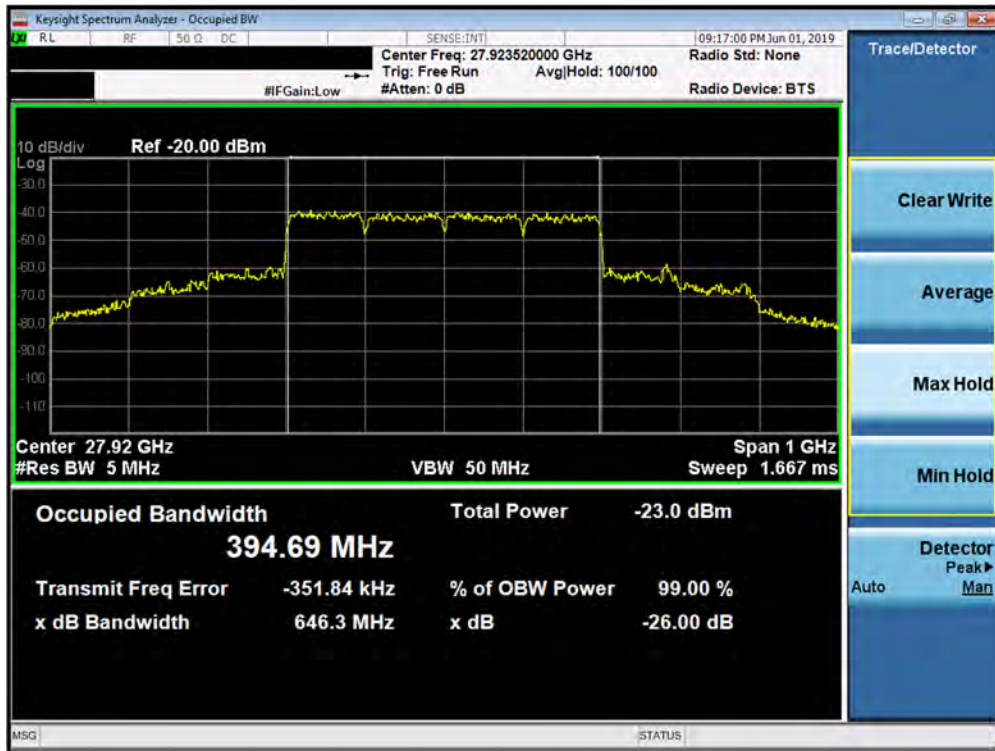 Keysight Spectrum Analyzer - Occupied BW
LXI RL RF 50 Ω DC SENSE:INT 09:17:00 PM Jun 01, 2019
Center Freq: 27.923520000 GHz Radio Std: None
Trig: Free Run Avg|Hold: 100/100
#IFGain:Low #Atten: 0 dB Radio Device: BTS
Trace/Detector
10 dB/div Ref -20.00 dBm
Log
-30.0
-40.0
-50.0
-60.0
-70.0
-80.0
-90.0
-100
-110
Center 27.92 GHz Span 1 GHz
#Res BW 5 MHz VBW 50 MHz Sweep 1.667 ms
Occupied Bandwidth Total Power -23.0 dBm
394.69 MHz
Transmit Freq Error -351.84 kHz % of OBW Power 99.00 %
x dB Bandwidth 646.3 MHz x dB -26.00 dB
Clear Write
Average
Max Hold
Min Hold
Detector
Peak▶
Auto Man
MSG STATUS